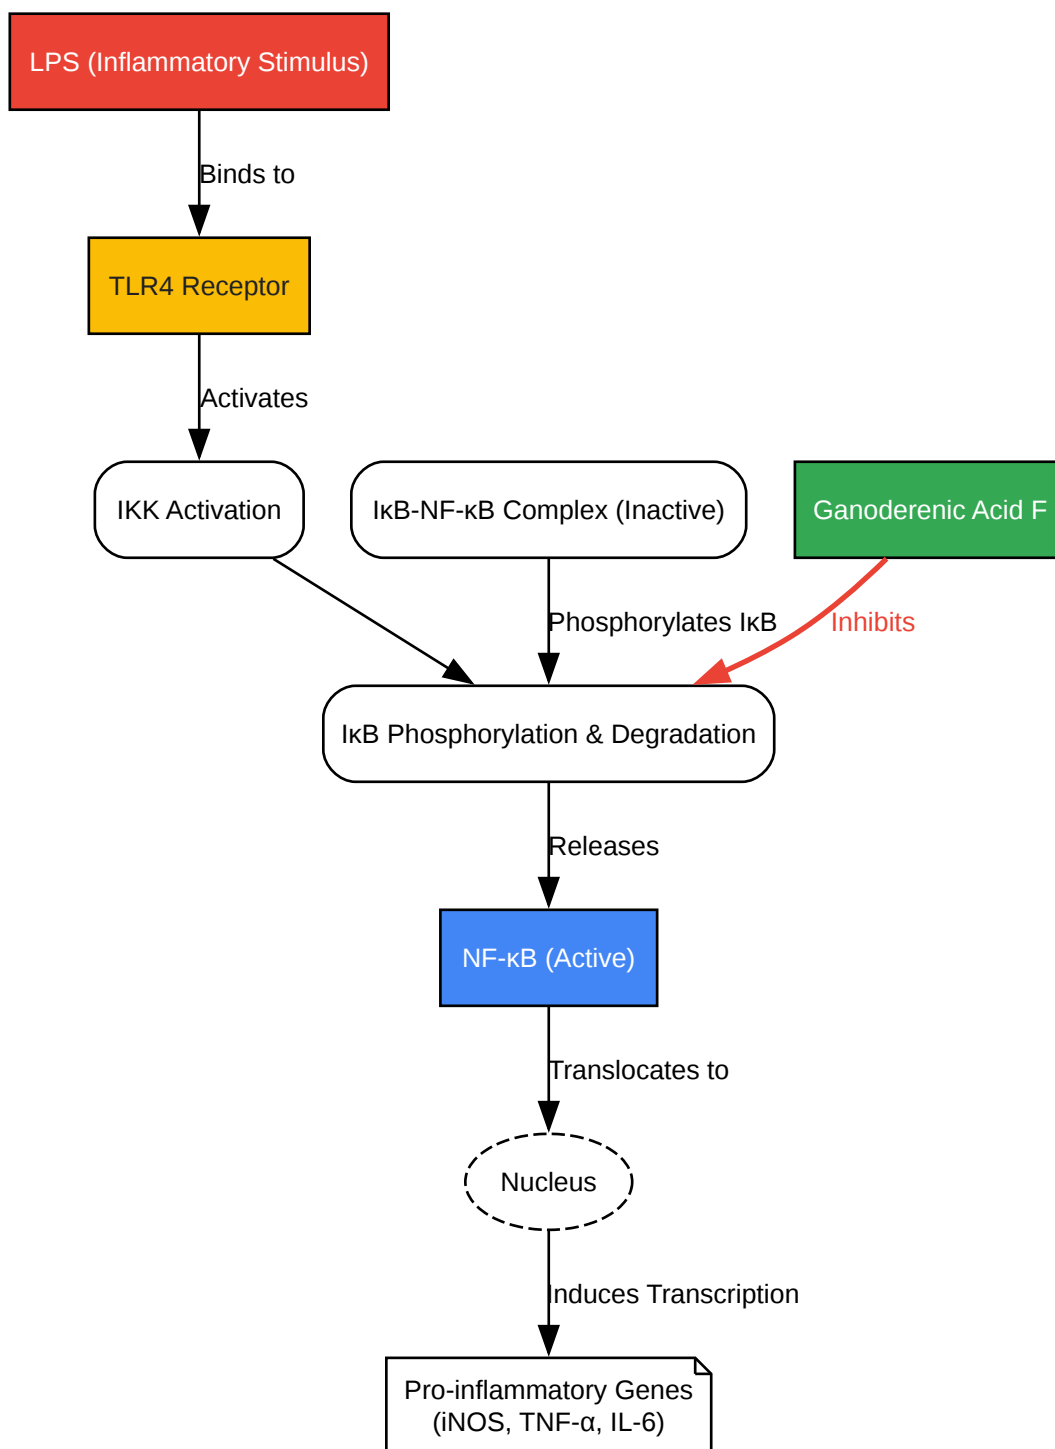 LPS (Inflammatory Stimulus)
Binds to
TLR4 Receptor
Activates
IKK Activation
IκB-NF-κB Complex (Inactive)
Ganoderenic Acid F
Phosphorylates IκB
Inhibits
IκB Phosphorylation & Degradation
Releases
NF-κB (Active)
Translocates to
Nucleus
Induces Transcription
Pro-inflammatory Genes
(iNOS, TNF-α, IL-6)